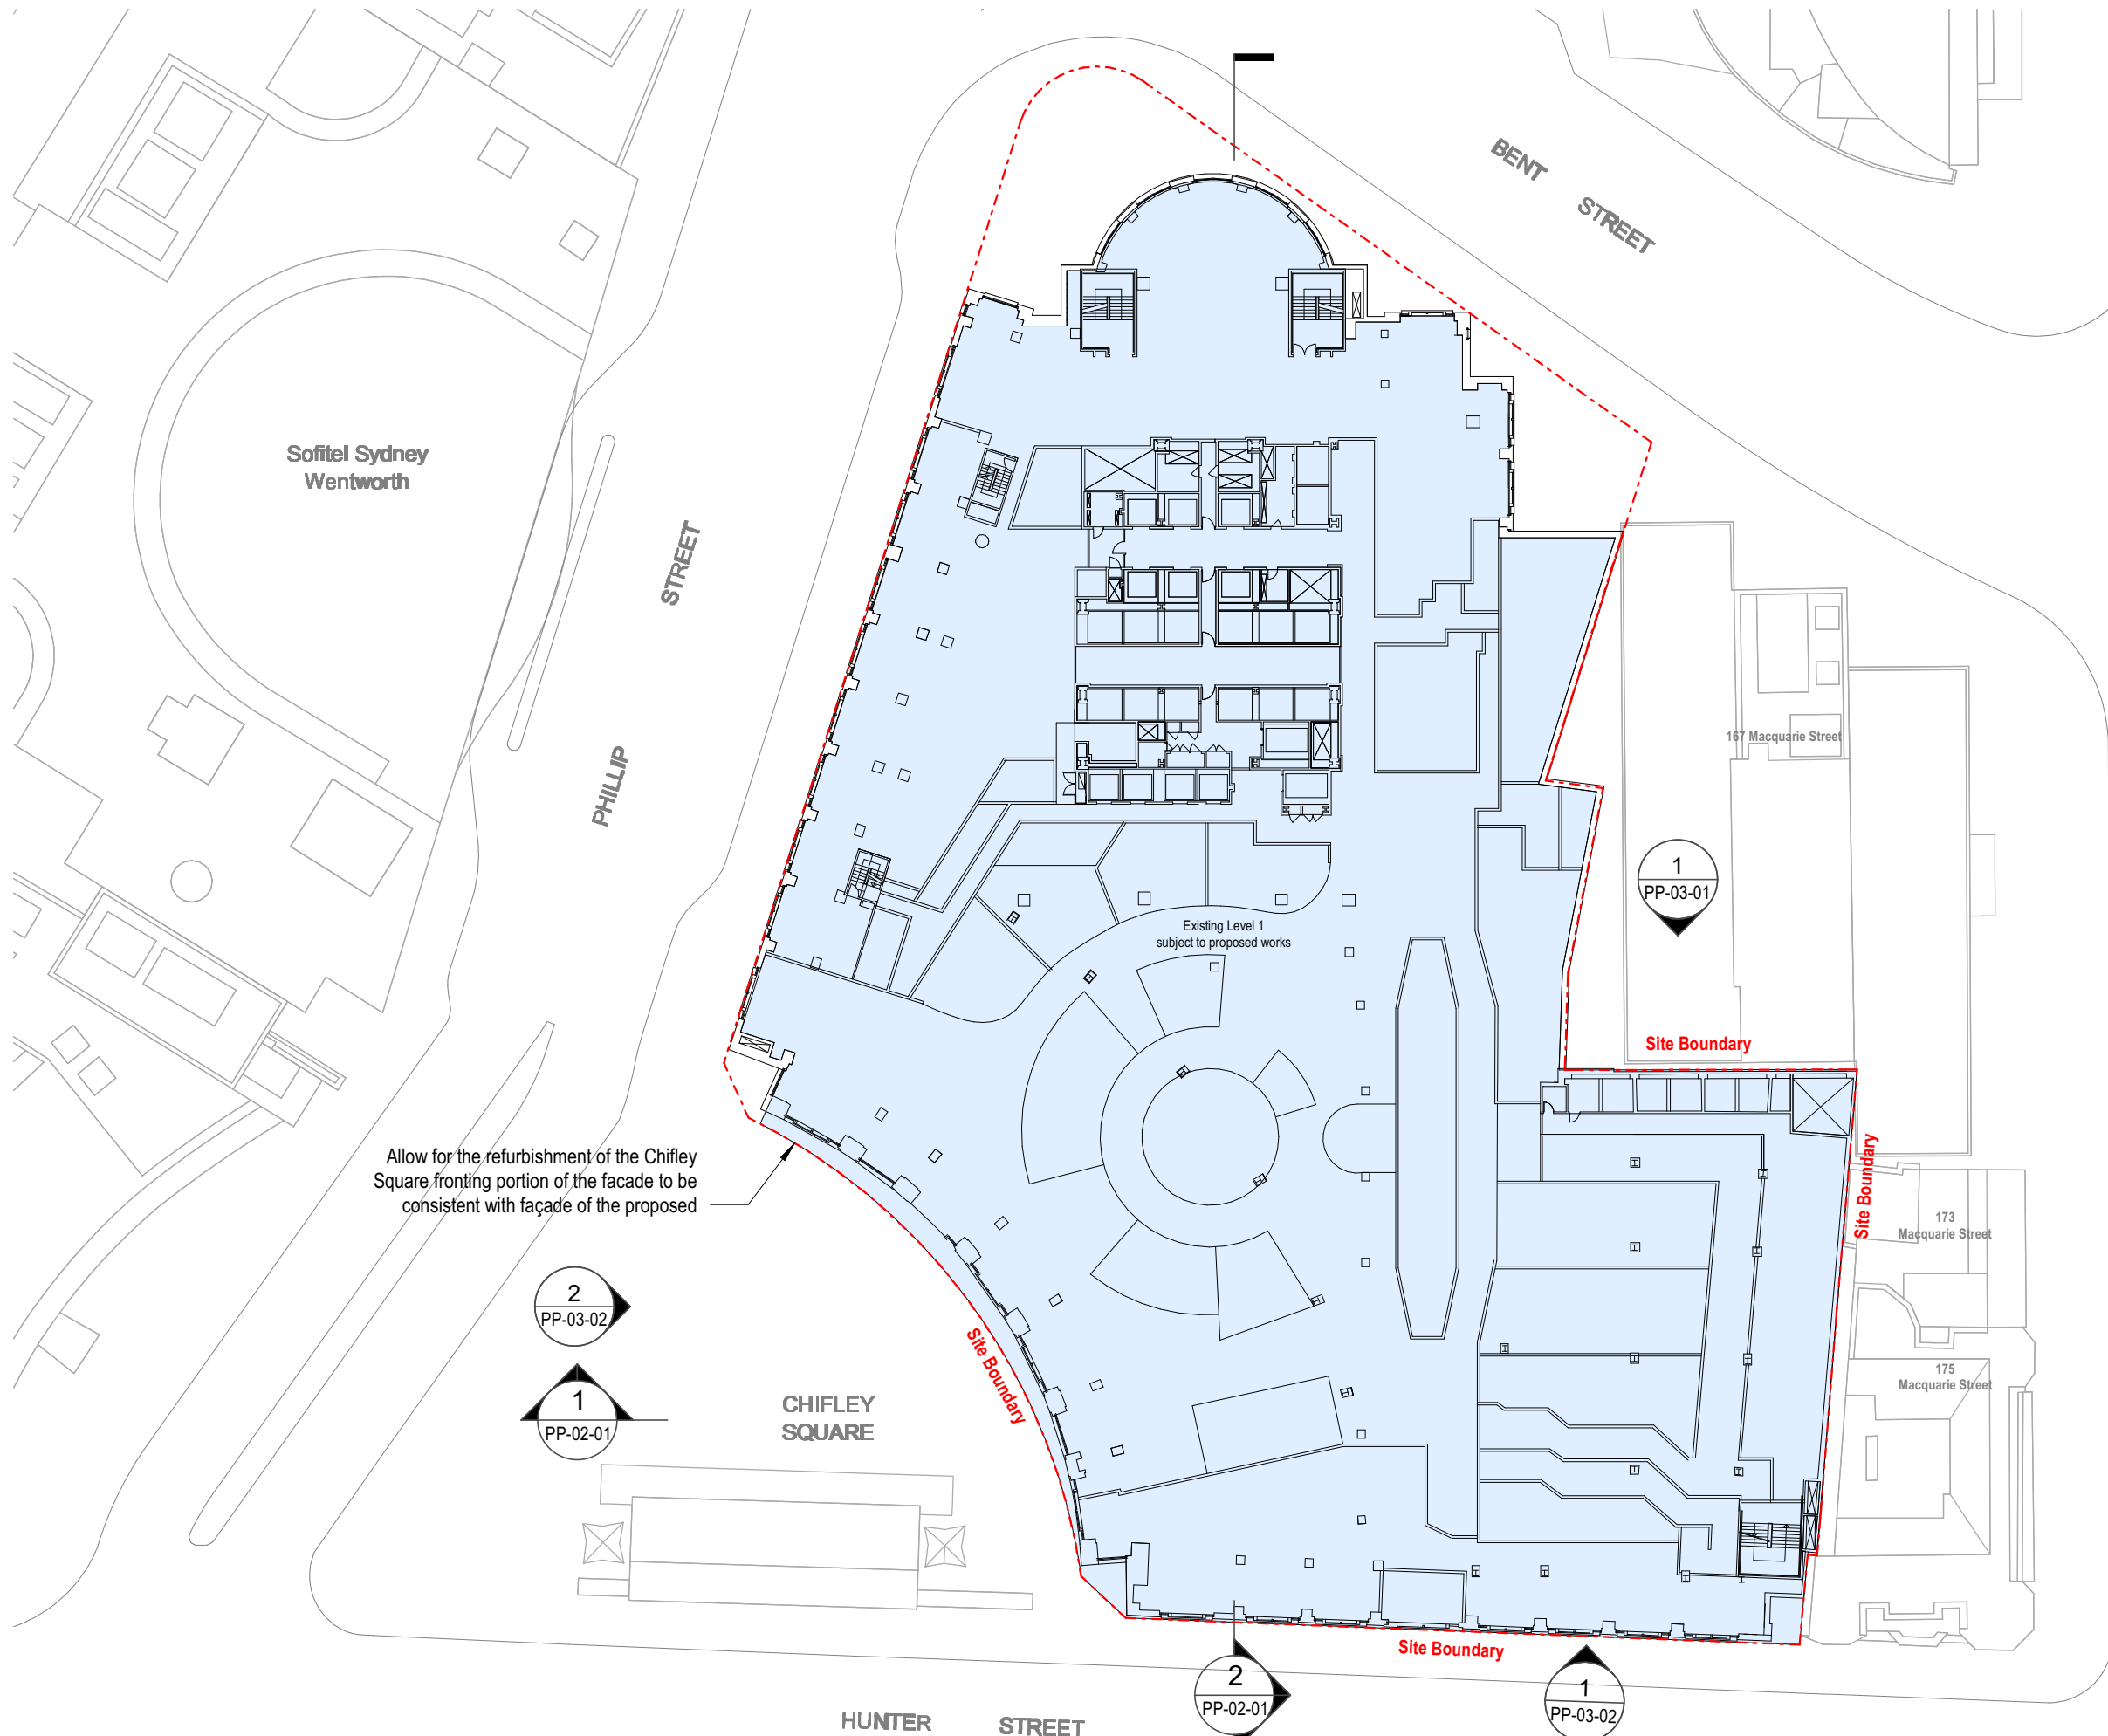 BENT
STREET
Sofitel Sydney
Wentworth
STREET
PHILLIP
167 Macquarie Street
1
PP-03-01
Existing Level 1
subject to proposed works
Site Boundary
Allow for the refurbishment of the Chifley
Square fronting portion of the facade to be
consistent with façade of the proposed
Site Boundary
173
Macquarie Street
2
PP-03-02
Site Boundary
175
Macquarie Street
1
PP-02-01
CHIFLEY
SQUARE
Site Boundary
2
PP-02-01
1
PP-03-02
HUNTER STREET